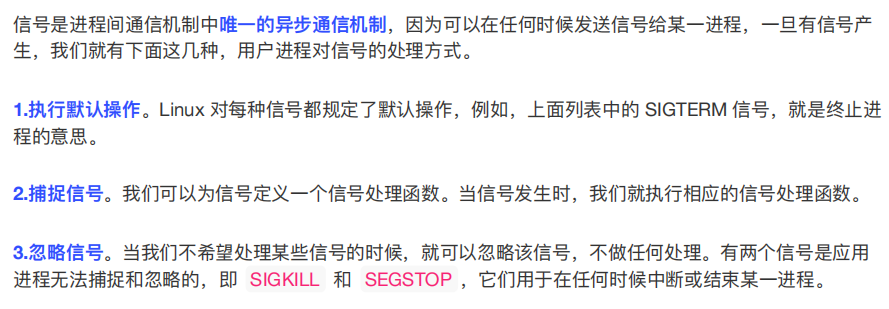 信号是进程间通信机制中唯一的异步通信机制，因为可以在任何时候发送信号给某一进程，一旦有信号产
生，我们就有下面这几种，用户进程对信号的处理方式。
1.执行默认操作。Linux 对每种信号都规定了默认操作，例如，上面列表中的 SIGTERM 信号，就是终止进
程的意思。
2.捕捉信号。我们可以为信号定义一个信号处理函数。当信号发生时，我们就执行相应的信号处理函数。
3.忽略信号。当我们不希望处理某些信号的时候，就可以忽略该信号，不做任何处理。有两个信号是应用
进程无法捕捉和忽略的，即 SIGKILL 和 SEGSTOP，它们用于在任何时候中断或结束某一进程。